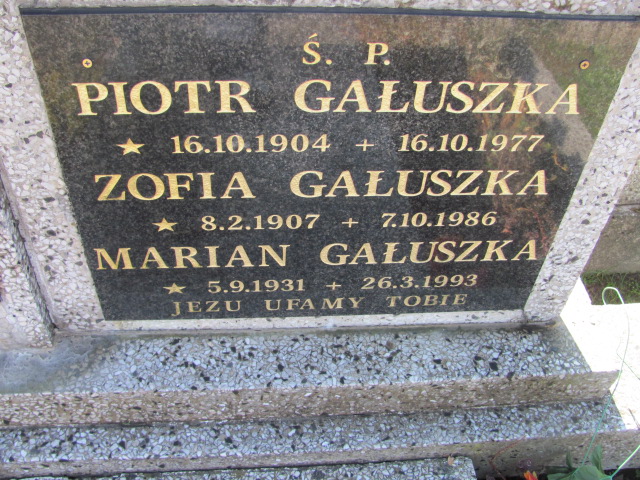 Ś. P.
PIOTR GAŁUSZKA
★ 16.10.1904 + 16.10.1977
ZOFIA GAŁUSZKA
★ 8.2.1907 + 7.10.1986
MARIAN GAŁUSZKA
★ 5.9.1931 + 26.3.1993
JEZU UFAMY TOBIE